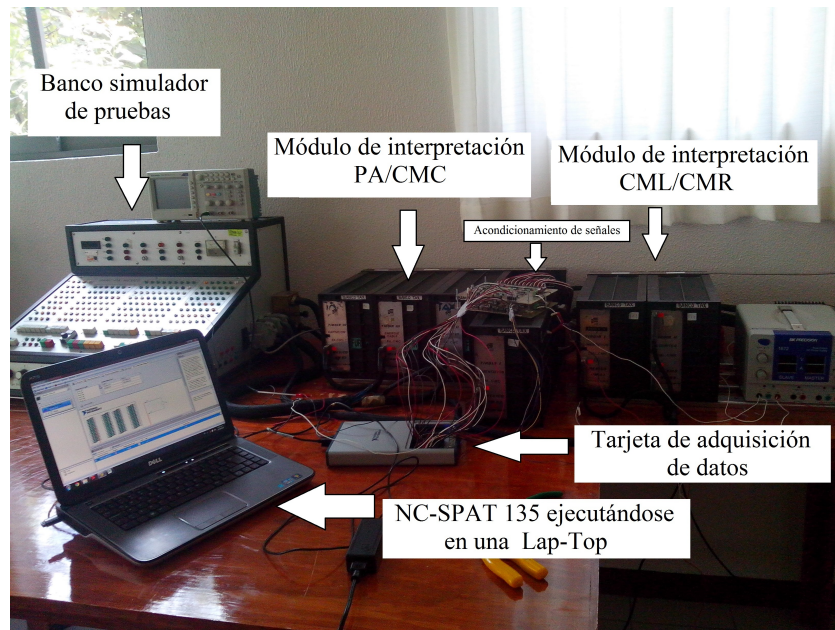 Banco simulador
de pruebas
Módulo de interpretación
PA/CMC
Módulo de interpretación
CML/CMR
Acondicionamiento de señales
Tarjeta de adquisición
de datos
NC-SPAT 135 ejecutándose
en una Lap-Top
DELL